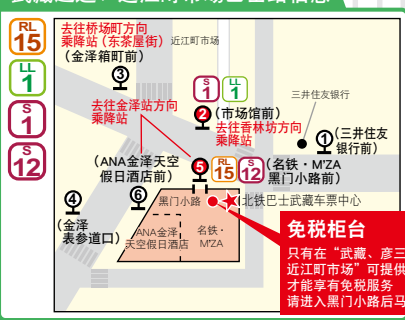 RL
15
LL
1
S
1
S
12
去往桥场町方向
乘降站(东茶屋街)
(金泽箱町前)
③
近江町市场
去往金泽站方向
乘降站
S
1
LL
1
②
(市场馆前)
去往香林坊方向
乘降站
三井住友银行
①
(三井住友
银行前)
(ANA金泽天空
假日酒店前)
⑤
RL
15
S
12
(名铁・M'ZA
黑门小路前)
④
(金泽
表参道口)
⑥
黑门小路
北铁巴士武藏车票中心
ANA金泽
天空假日酒店
名铁・
M'ZA
免税柜台
只有在“武藏、彦三
近江町市场”可提供
才能享有免税服务
请进入黑门小路后马